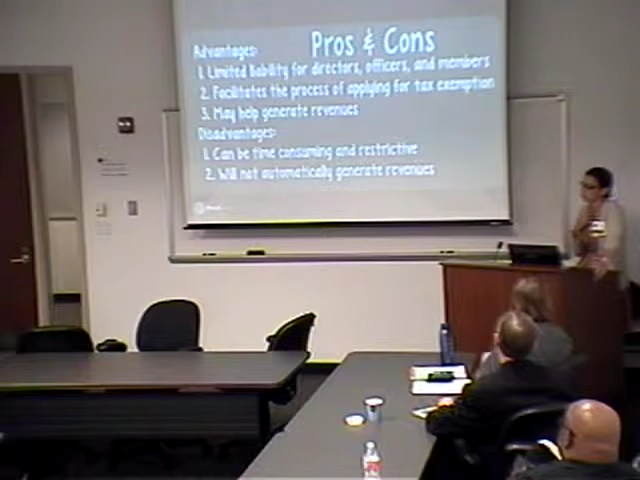 Pros & Cons
Advantages:
1. Limited liability for directors, officers, and members
2. Facilitates the process of applying for tax exemption
3. May help generate revenues
Disadvantages:
1. Can be time consuming and restrictive
2. Will not automatically generate revenues